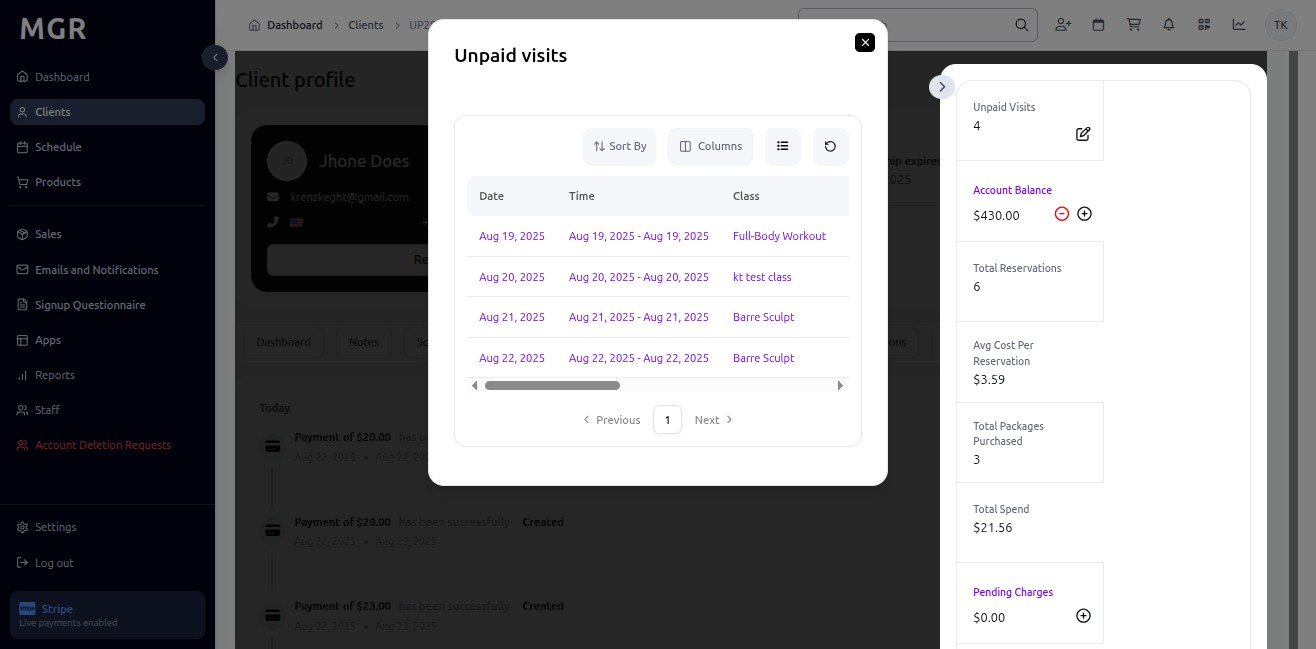 MGR
Dashboard
Clients
Schedule
Products
Sales
Emails and Notifications
Signup Questionnaire
Apps
Reports
Staff
Account Deletion Requests
Settings
Log out
Stripe
Live payments enabled
Dashboard > Clients >
TK
Client profile
Jhone Does
krenzkeght@gmail.com
Dashboard
Notes
Today
Payment of $20.00
Aug 22, 2025
Payment of $20.00 has been successfully Created
Aug 22, 2025 • Aug 22, 2025
Payment of $23.00 has been successfully Created
Aug 22, 2025 • Aug 22, 2025
Unpaid visits
Sort By
Columns
Date Time Class
Aug 19, 2025 Aug 19, 2025 - Aug 19, 2025 Full-Body Workout
Aug 20, 2025 Aug 20, 2025 - Aug 20, 2025 kt test class
Aug 21, 2025 Aug 21, 2025 - Aug 21, 2025 Barre Sculpt
Aug 22, 2025 Aug 22, 2025 - Aug 22, 2025 Barre Sculpt
Previous 1 Next
Unpaid Visits
4
Account Balance
$430.00
Total Reservations
6
Avg Cost Per
Reservation
$3.59
Total Packages
Purchased
3
Total Spend
$21.56
Pending Charges
$0.00